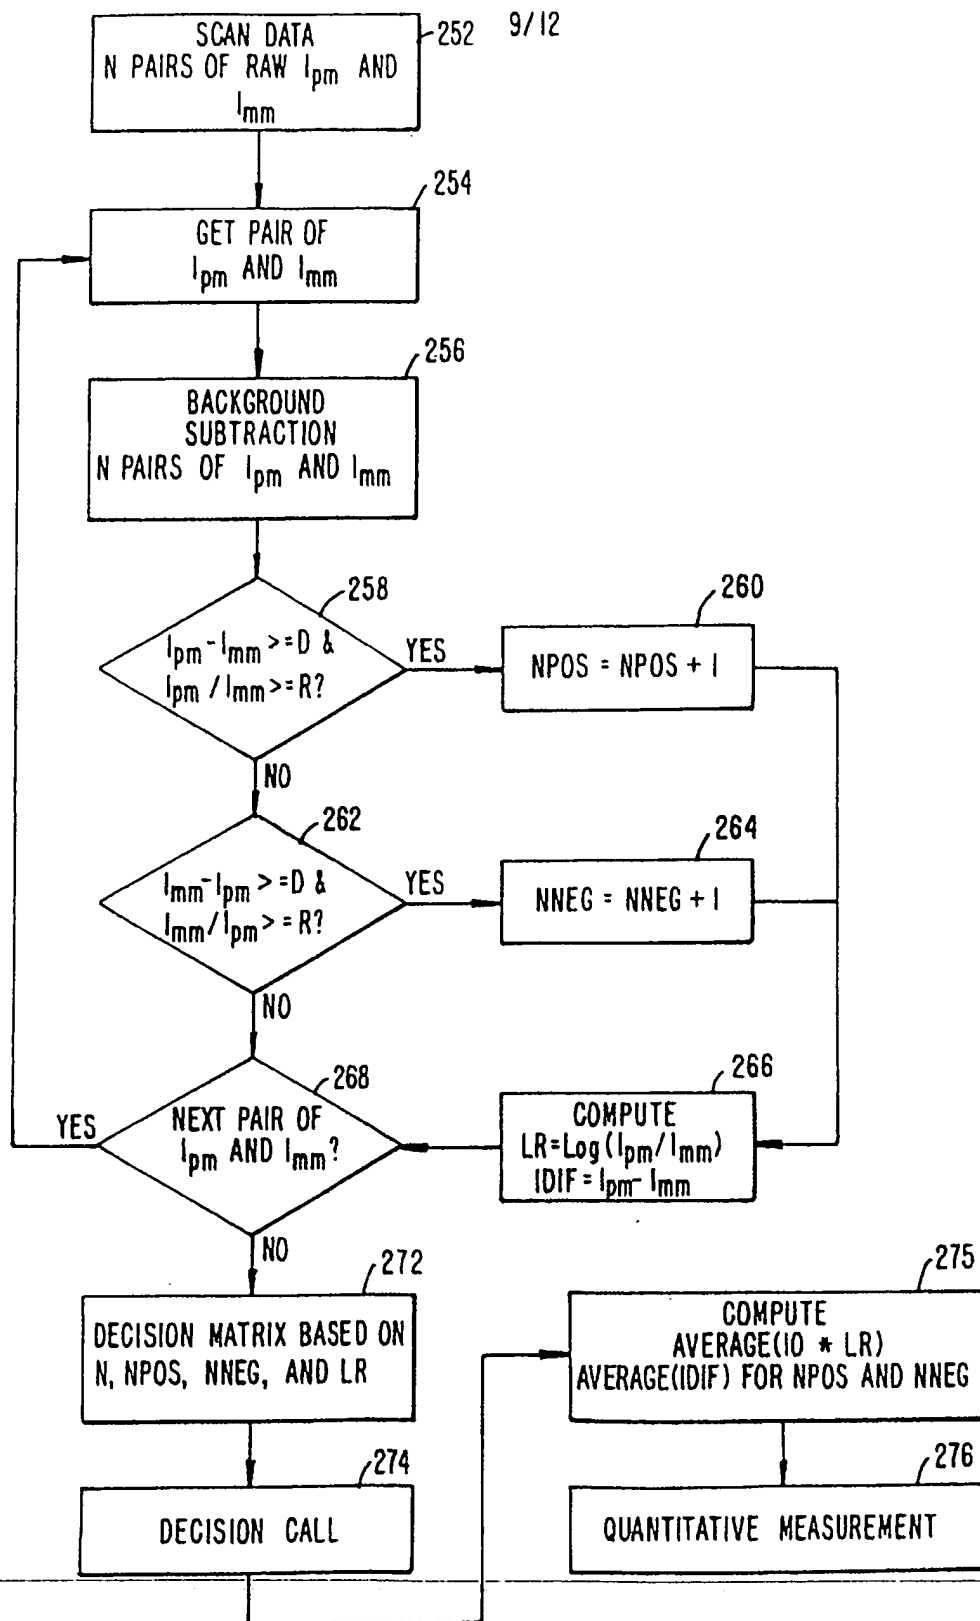 9/12
SCAN DATA
N PAIRS OF RAW Ipm AND
Imm
252
254
GET PAIR OF
Ipm AND Imm
256
BACKGROUND
SUBTRACTION
N PAIRS OF Ipm AND Imm
258
Ipm-Imm >=D &
Ipm / Imm >=R?
YES
260
NPOS = NPOS + 1
NO
262
Imm-Ipm >=D &
Imm/Ipm >=R?
YES
264
NNEG = NNEG + 1
NO
268
NEXT PAIR OF
Ipm AND Imm?
YES
266
COMPUTE
LR=Log(Ipm/Imm)
IDIF=Ipm-Imm
NO
272
DECISION MATRIX BASED ON
N, NPOS, NNEG, AND LR
274
DECISION CALL
275
COMPUTE
AVERAGE(10 * LR)
AVERAGE(IDIF) FOR NPOS AND NNEG
276
QUANTITATIVE MEASUREMENT